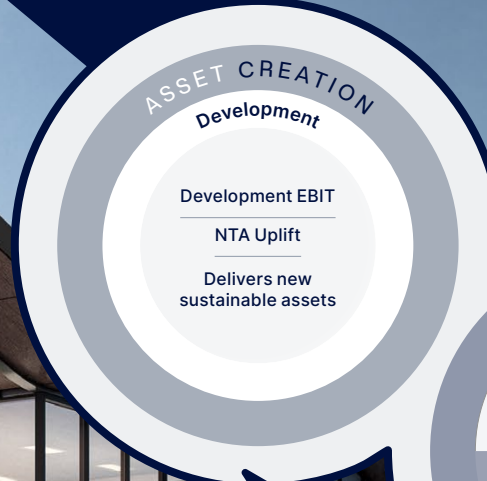 ASSET CREATION
Development
Development EBIT
NTA Uplift
Delivers new
sustainable assets